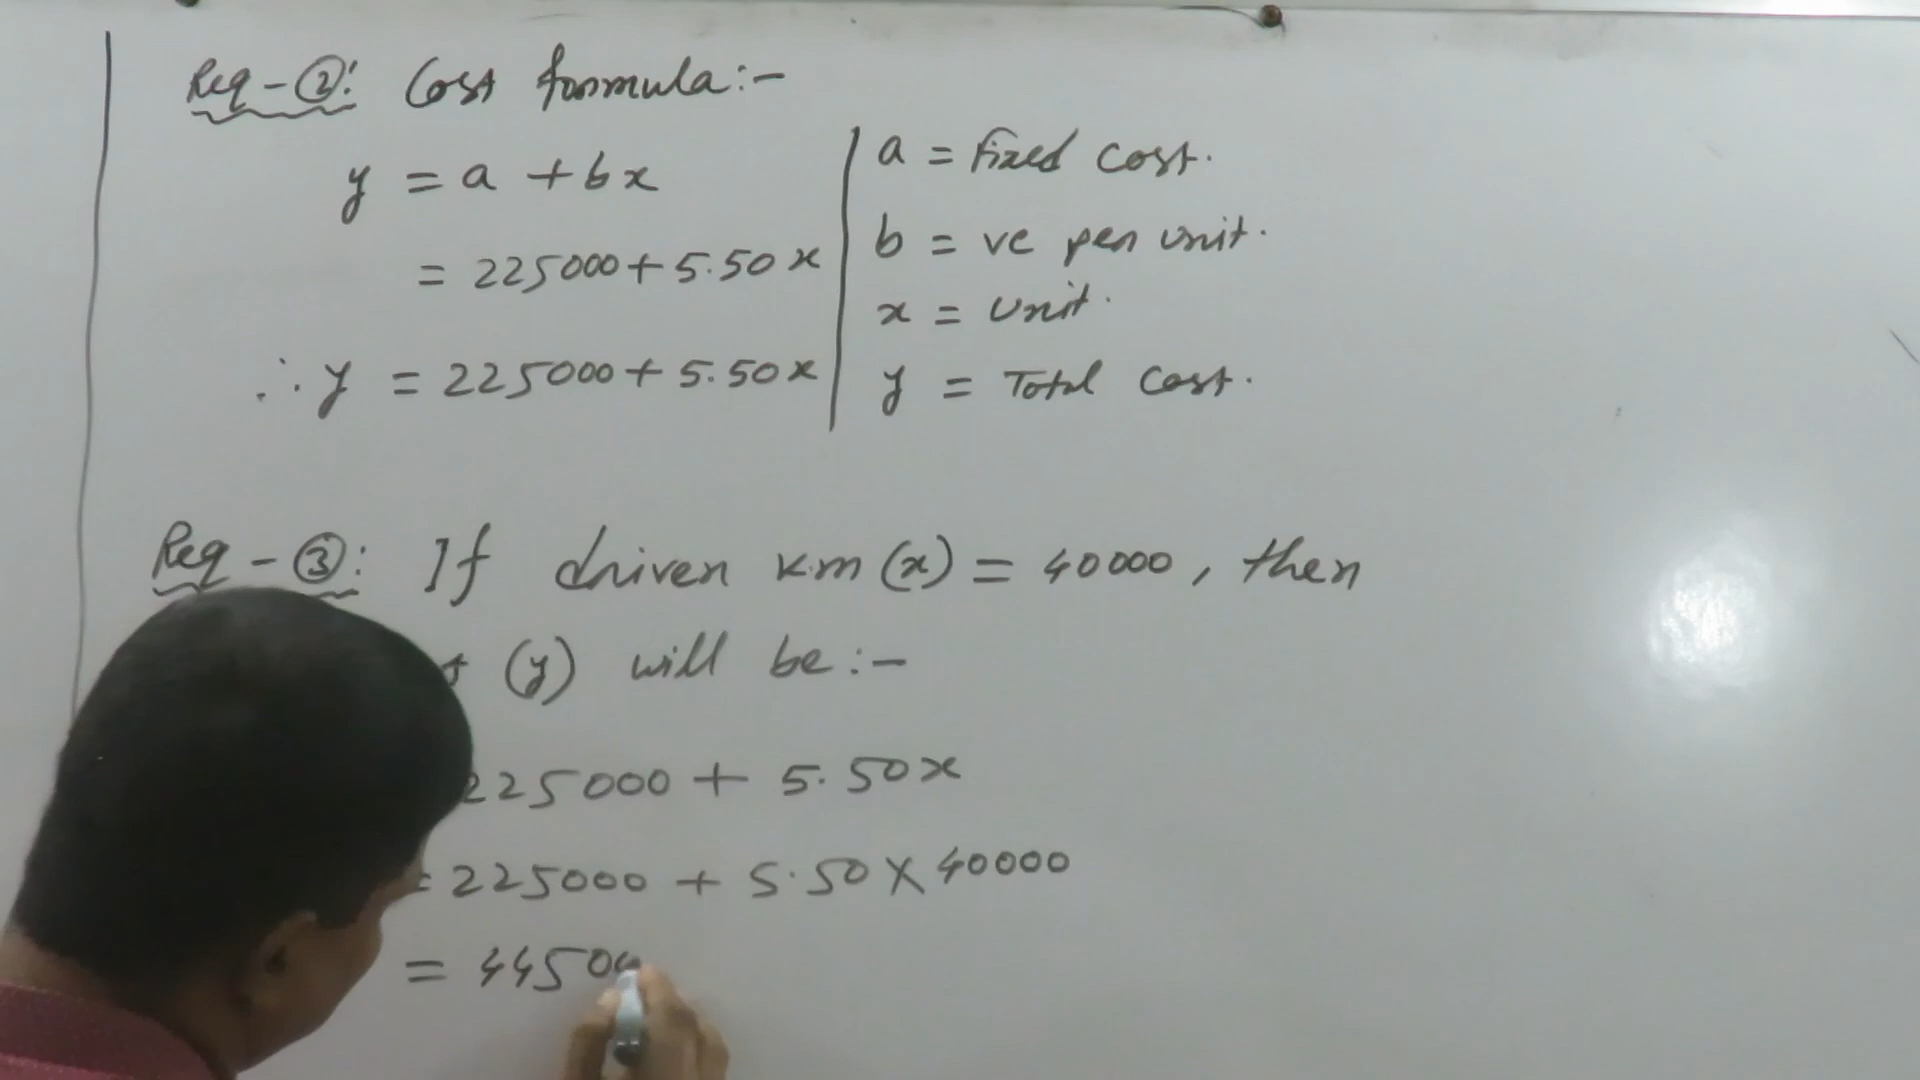 Req-②: Cost formula:-
y = a + bx
= 225000 + 5.50x
∴ y = 225000 + 5.50x
a = fixed cost.
b = vc per unit.
x = Unit.
y = Total cost.
Req-③: If driven km (x) = 40000, then
(y) will be:-
225000 + 5.50x
= 225000 + 5.50 X 40000
= 44500